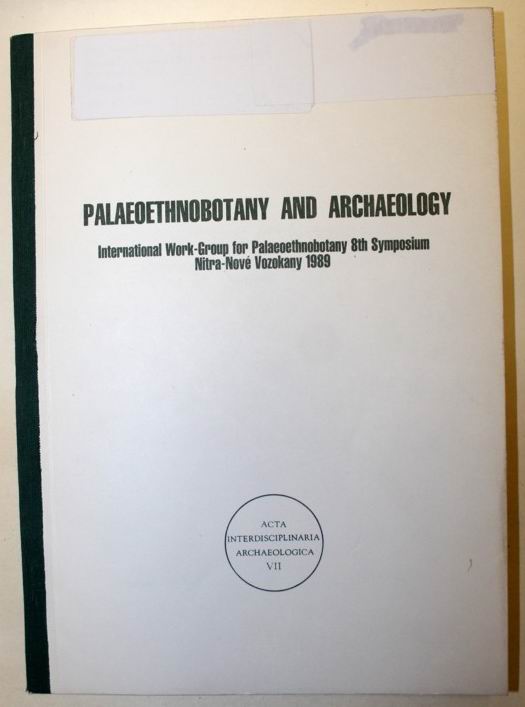 PALAEOETHNOBOTANY AND ARCHAEOLOGY
International Work-Group for Palaeoethnobotany 8th Symposium
Nitra-Nové Vozokany 1989
ACTA
INTERDISCIPLINARIA
ARCHAEOLOGICA
VII